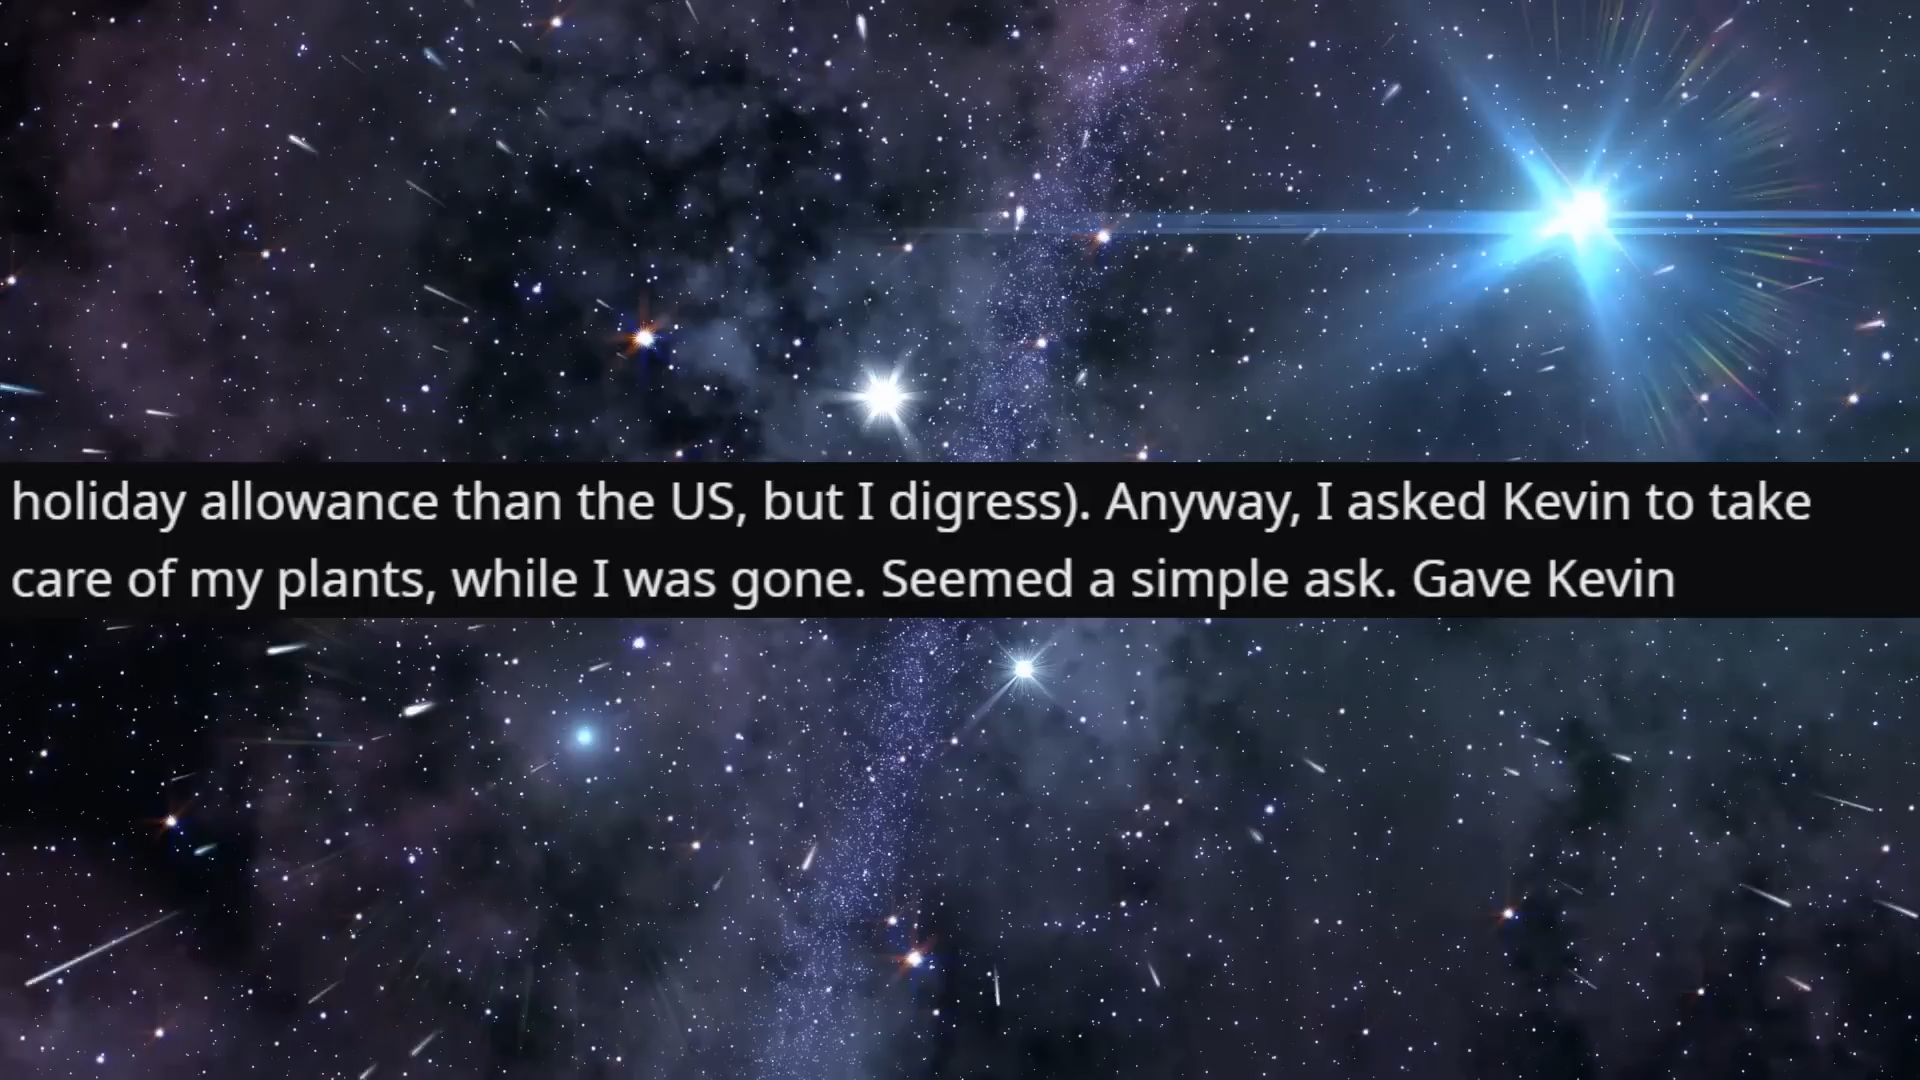 holiday allowance than the US, but I digress). Anyway, I asked Kevin to take
care of my plants, while I was gone. Seemed a simple ask. Gave Kevin